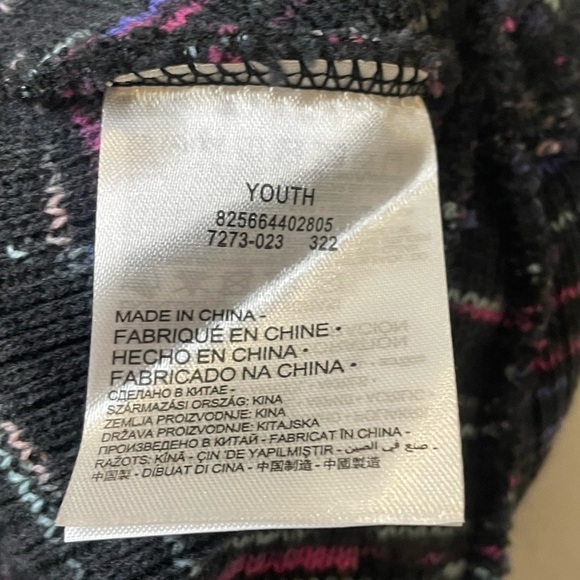 YOUTH
825664402805
7273-023 322
MADE IN CHINA -
FABRIQUÉ EN CHINE •
HECHO EN CHINA •
FABRICADO NA CHINA •
СДЕЛАНО В КИТАЕ -
SZÁRMAZÁSI ORSZÁG: KINA
ZEMLJA PROIZVODNJE: KINA
DRŽAVA PROIZVODNJE: KITAJSKA
ПРОИЗВЕДЕНО В КИТАЙ - FABRICAT ÎN CHINA -
RAŽOTS: ĶĪNĀ - ÇIN 'DE YAPILMIŞTIR - صنع في الصين -
中国製 - DIBUAT DI CINA - 中国制造 - 中國製造